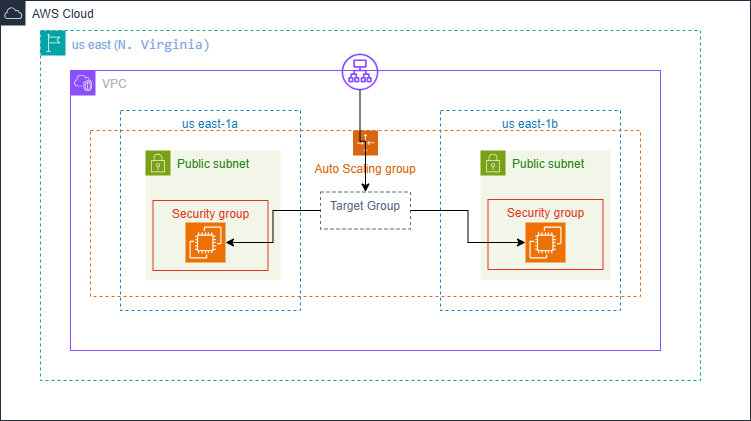 AWS Cloud
us east (N. Virginia)
VPC
us east-1a
us east-1b
Public subnet
Public subnet
Auto Scaling group
Security group
Target Group
Security group